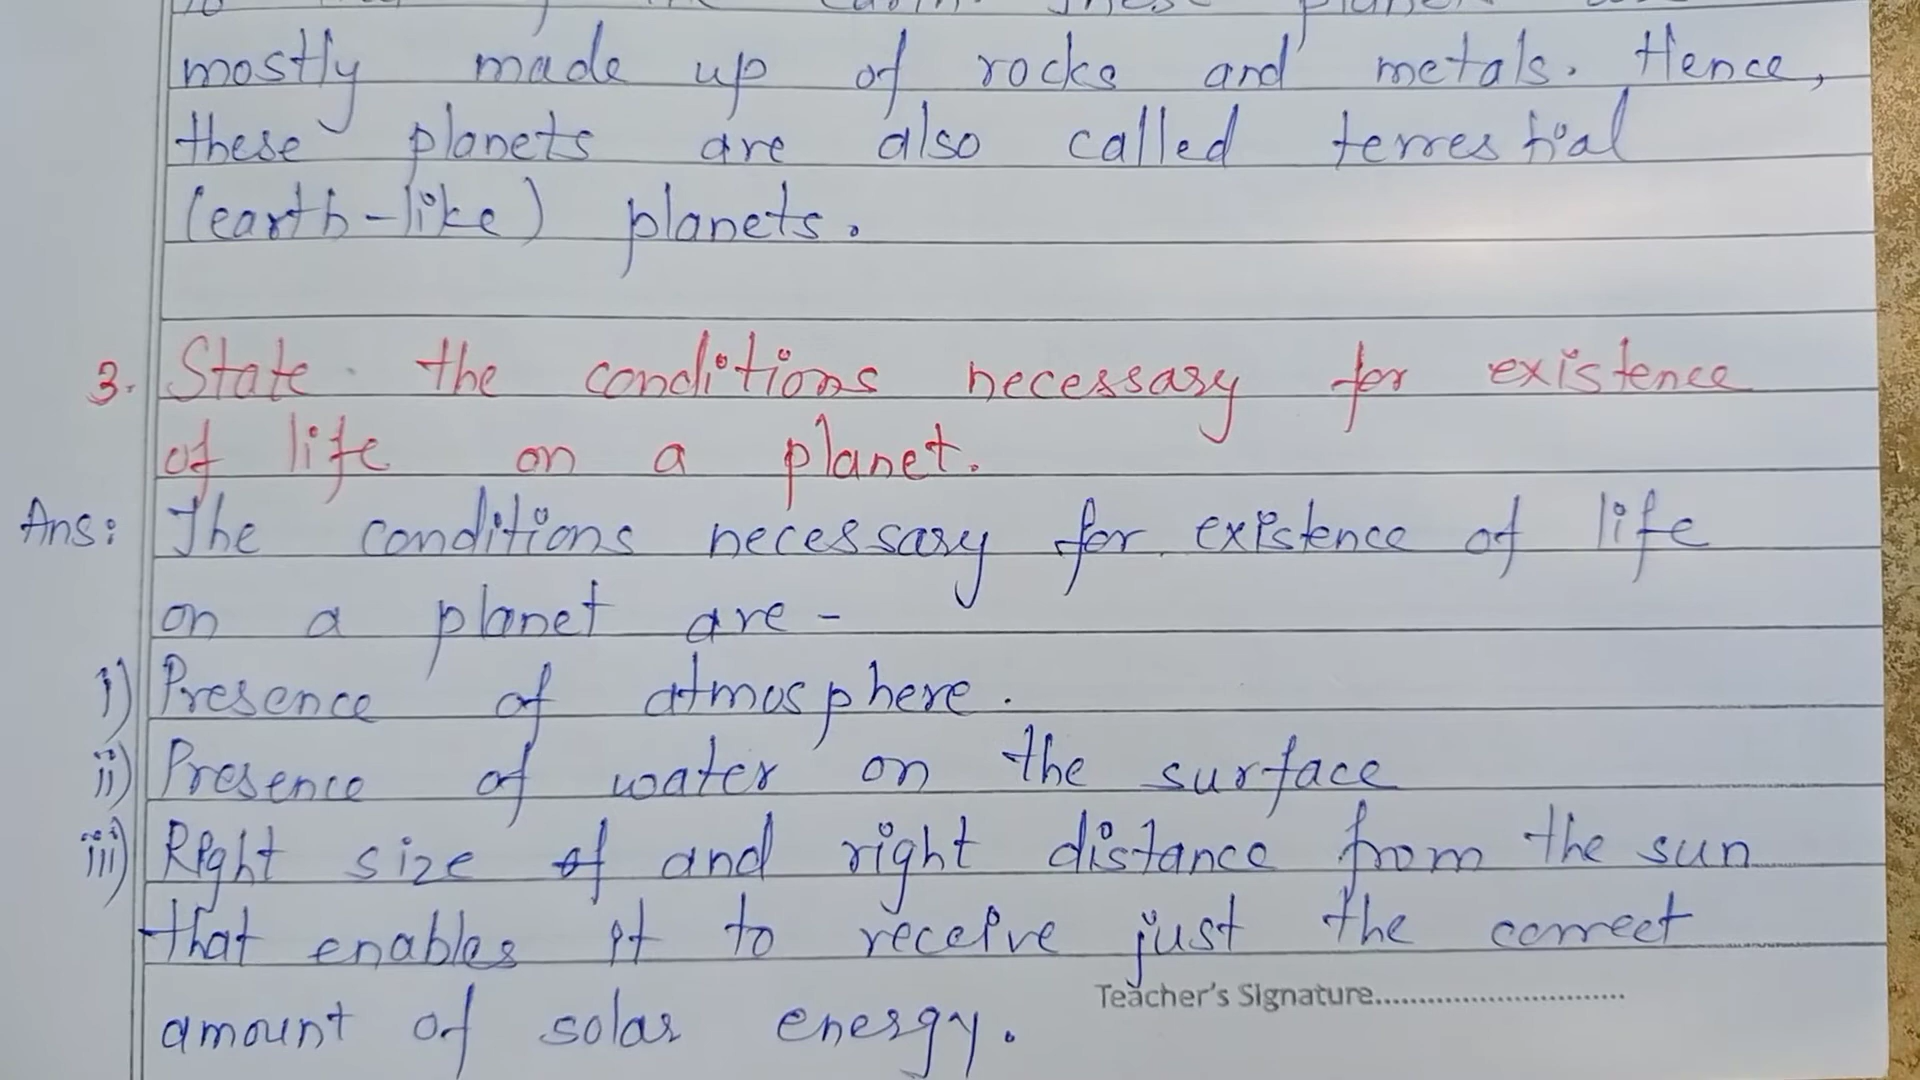 mostly made up of rocks and metals. Hence,
these planets are also called terrestrial
(earth-like) planets.
3. State the conditions necessary for existence
of life on a planet.
Ans: The conditions necessary for existence of life
on a planet are -
i) Presence of atmosphere.
ii) Presence of water on the surface
iii) Right size of and right distance from the sun
that enables it to receive just the correct
Teacher's Signature..............................
amount of solar energy.